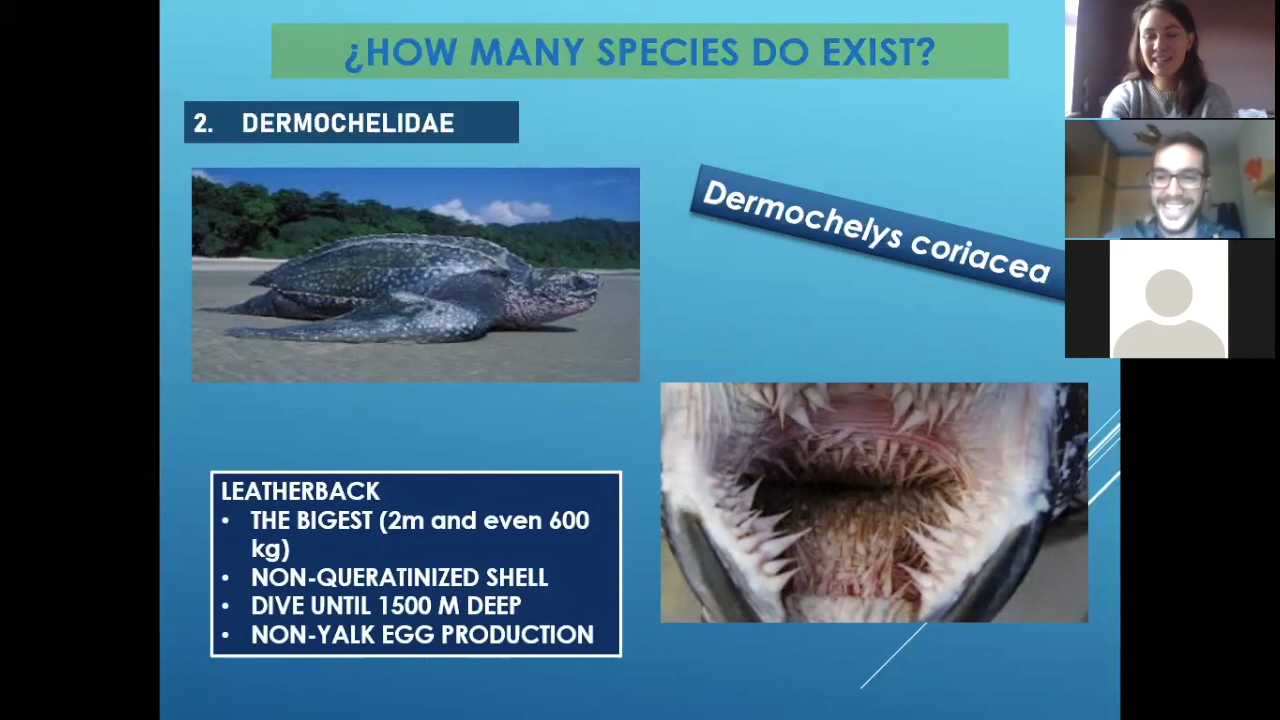 ¿HOW MANY SPECIES DO EXIST?
2. DERMOCHELIDAE
Dermochelys coriacea
LEATHERBACK
• THE BIGEST (2m and even 600
kg)
• NON-QUERATINIZED SHELL
• DIVE UNTIL 1500 M DEEP
• NON-YALK EGG PRODUCTION